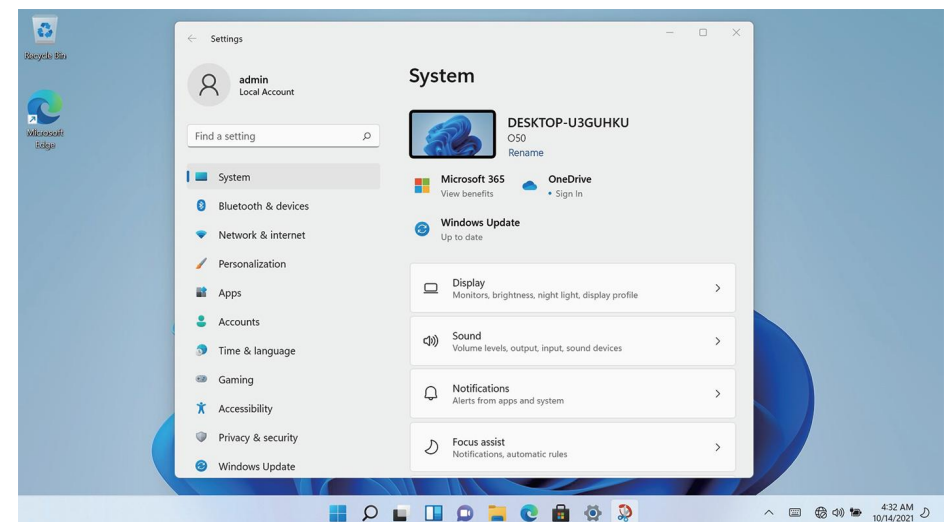 Recycle Bin
Microsoft
Edge
Settings
admin
Local Account
Find a setting
System
Bluetooth & devices
Network & internet
Personalization
Apps
Accounts
Time & language
Gaming
Accessibility
Privacy & security
Windows Update
System
DESKTOP-U3GUHKU
O50
Rename
Microsoft 365
View benefits
OneDrive
• Sign In
Windows Update
Up to date
Display
Monitors, brightness, night light, display profile
Sound
Volume levels, output, input, sound devices
Notifications
Alerts from apps and system
Focus assist
Notifications, automatic rules
4:32 AM
10/14/2021